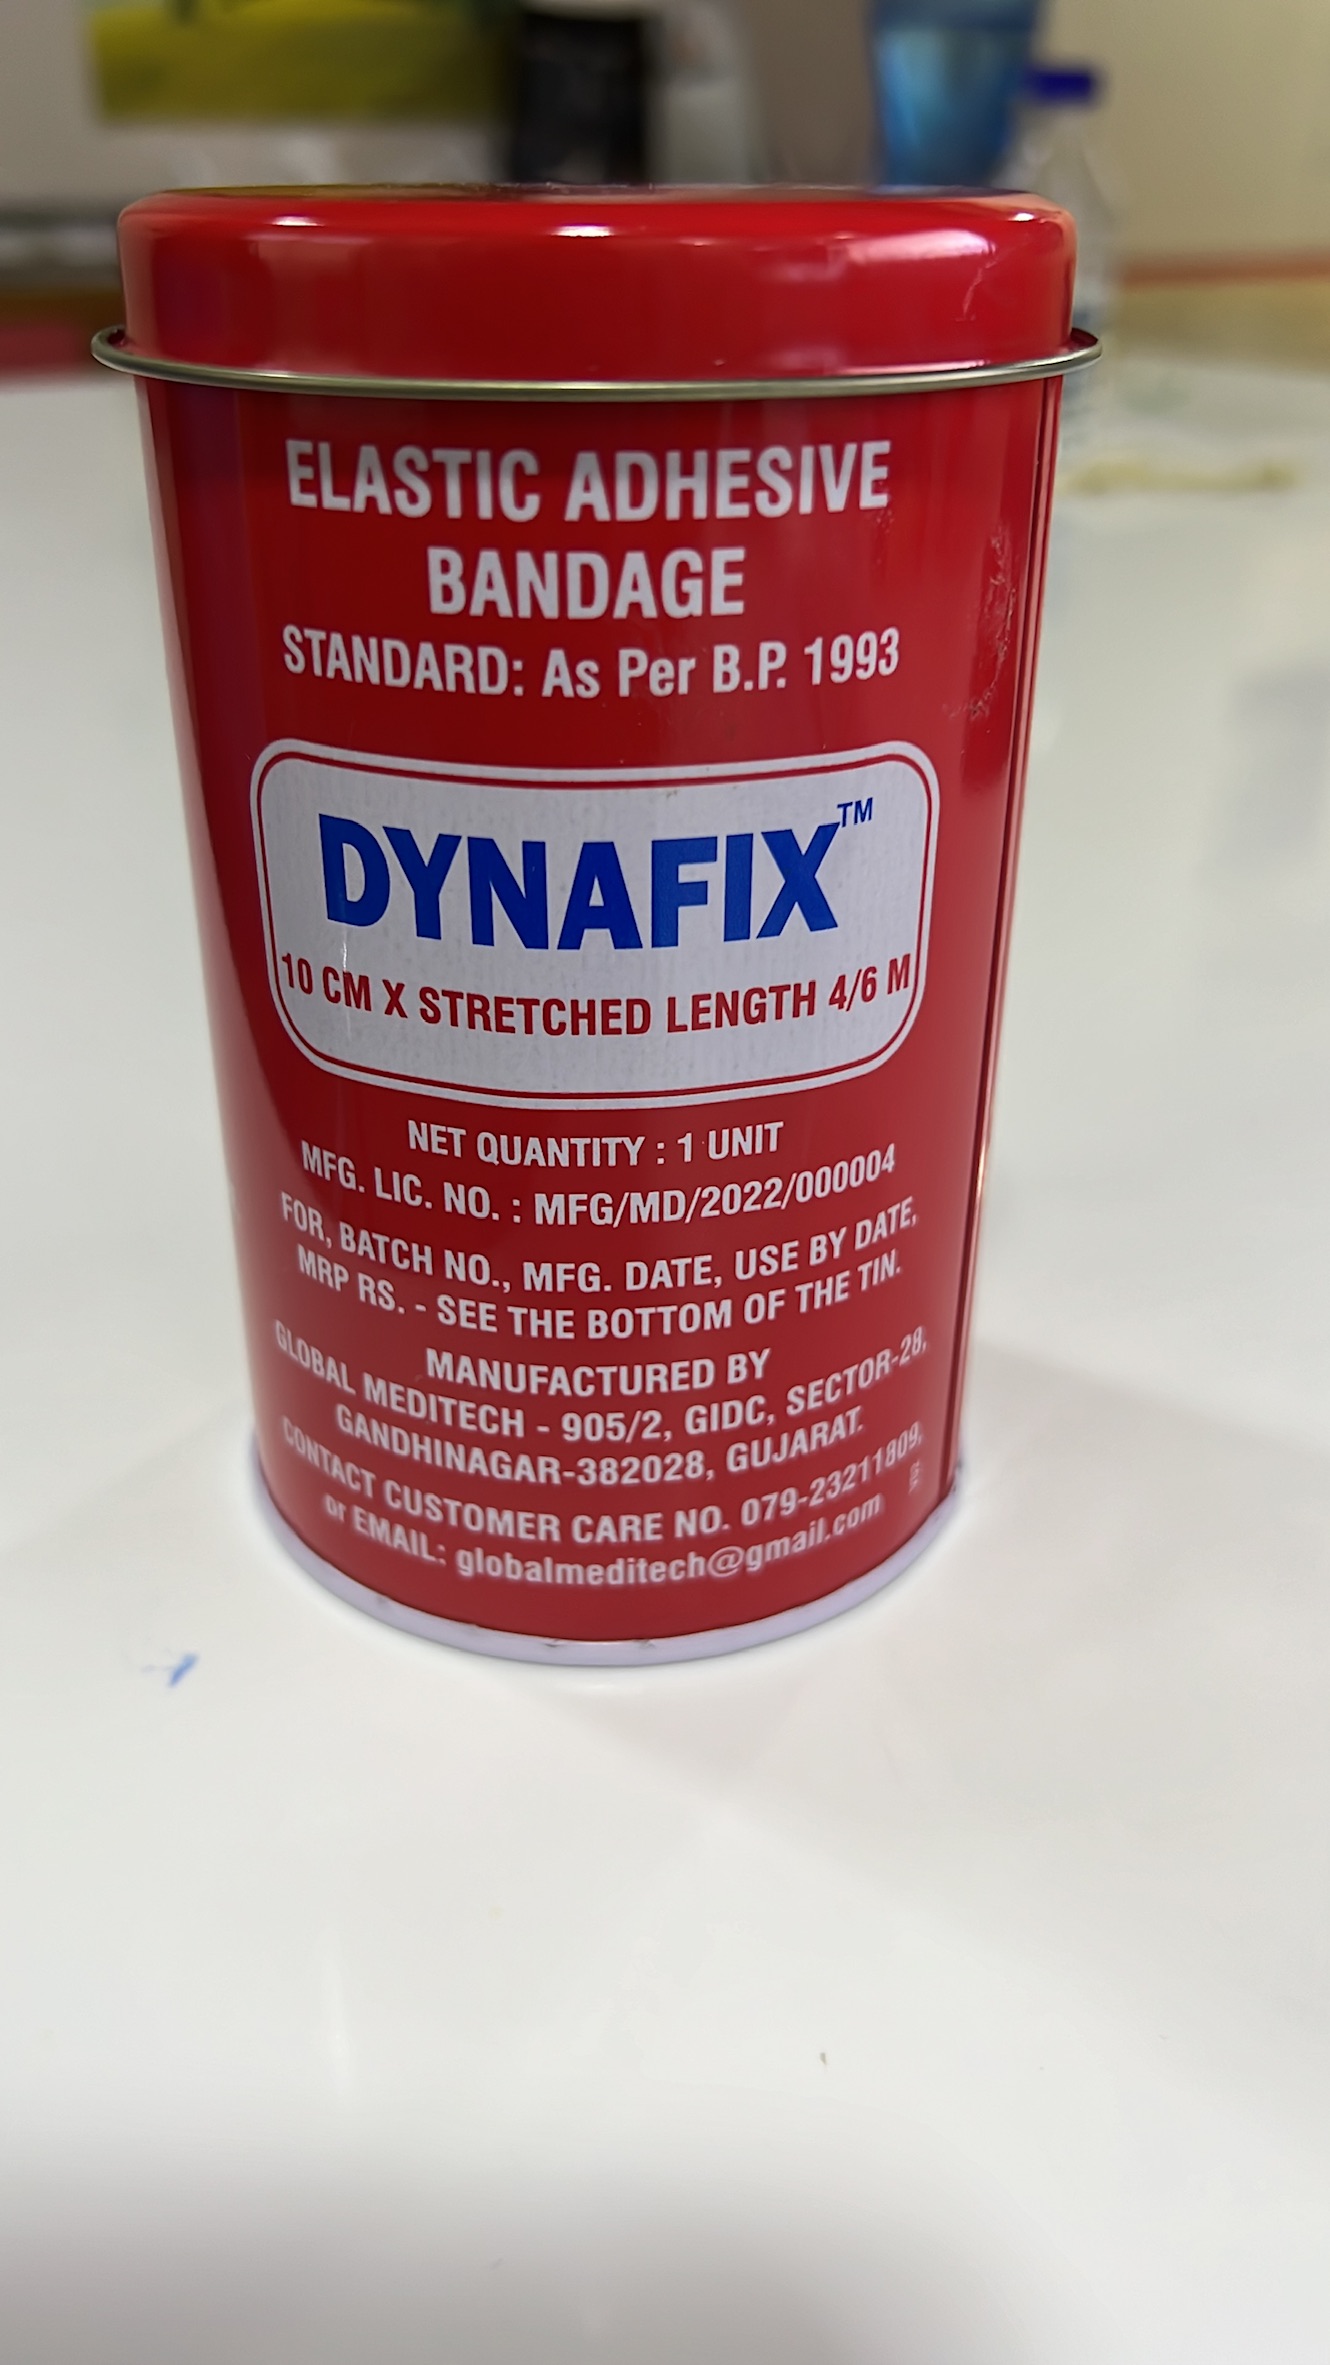 ELASTIC ADHESIVE
BANDAGE
STANDARD: As Per B.P. 1993
DYNAFIX™
10 CM X STRETCHED LENGTH 4/6 M
NET QUANTITY : 1 UNIT
MFG. LIC. NO. : MFG/MD/2022/000004
FOR, BATCH NO., MFG. DATE, USE BY DATE,
MRP RS. - SEE THE BOTTOM OF THE TIN.
MANUFACTURED BY
GLOBAL MEDITECH - 905/2, GIDC, SECTOR-28,
GANDHINAGAR-382028, GUJARAT.
CONTACT CUSTOMER CARE NO. 079-23211809,
or EMAIL: globalmeditech@gmail.com